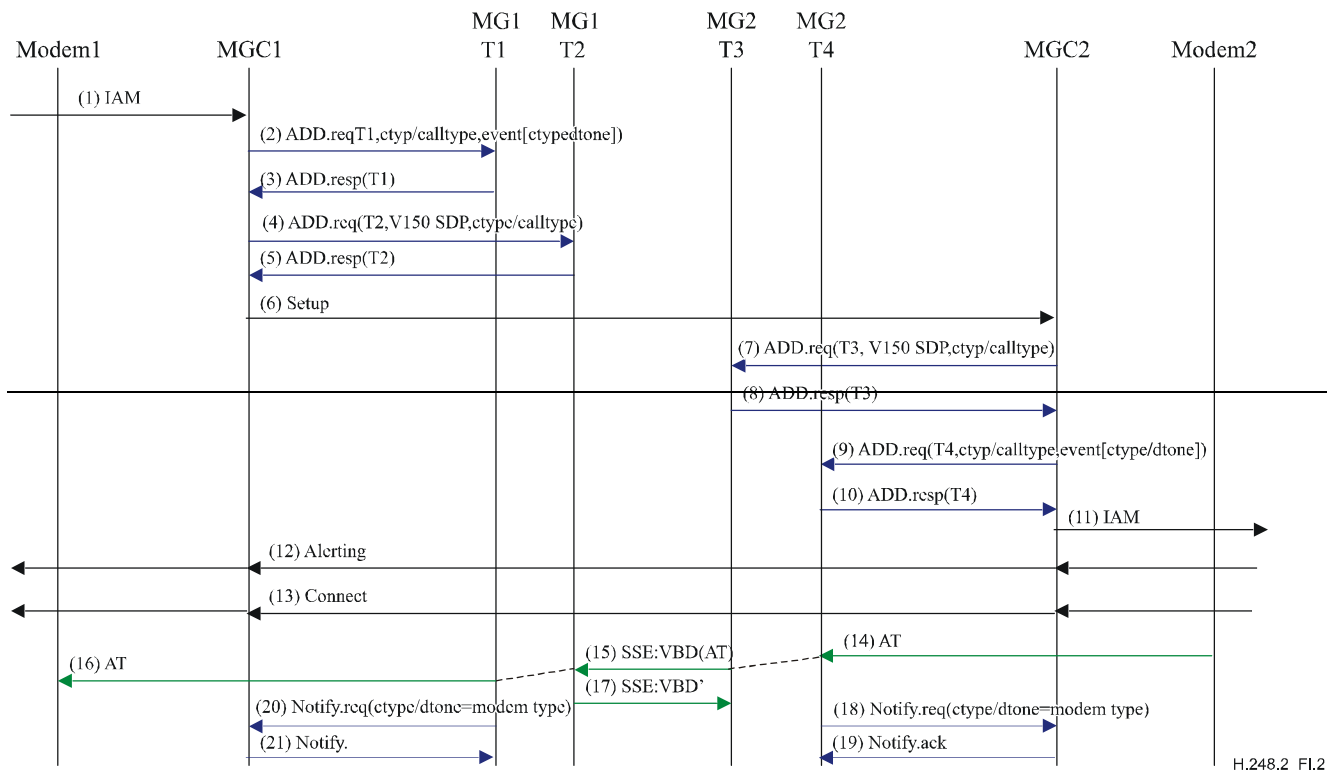 MG1 MG1 MG2 MG2
Modem1 MGC1 T1 T2 T3 T4 MGC2 Modem2
(1) IAM
(2) ADD.reqT1,ctyp/calltype,event[ctypedtone])
(3) ADD.resp(T1)
(4) ADD.req(T2,V150 SDP,ctype/calltype)
(5) ADD.resp(T2)
(6) Setup
(7) ADD.req(T3, V150 SDP,ctyp/calltype)
(8) ADD.resp(T3)
(9) ADD.req(T4,ctyp/calltype,event[ctype/dtone])
(10) ADD.resp(T4)
(11) IAM
(12) Alerting
(13) Connect
(14) AT
(15) SSE:VBD(AT)
(16) AT
(17) SSE:VBD’
(20) Notify.req(ctype/dtone=modem type)
(18) Notify.req(ctype/dtone=modem type)
(21) Notify.
(19) Notify.ack
H.248.2_FI.2